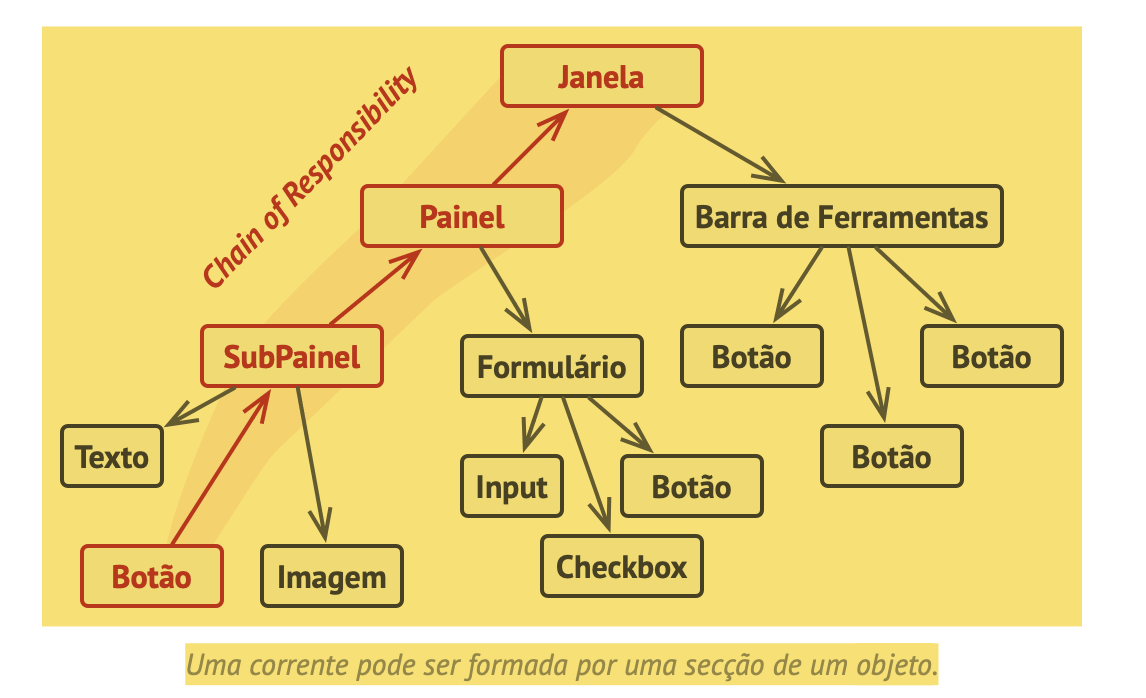 Janela
Chain of Responsibility
Painel
Barra de Ferramentas
SubPainel
Formulário
Botão
Botão
Texto
Input
Botão
Botão
Botão
Imagem
Checkbox
Uma corrente pode ser formada por uma secção de um objeto.